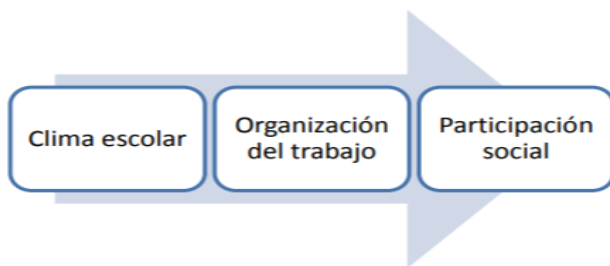 Clima escolar
Organización
del trabajo
Participación
social